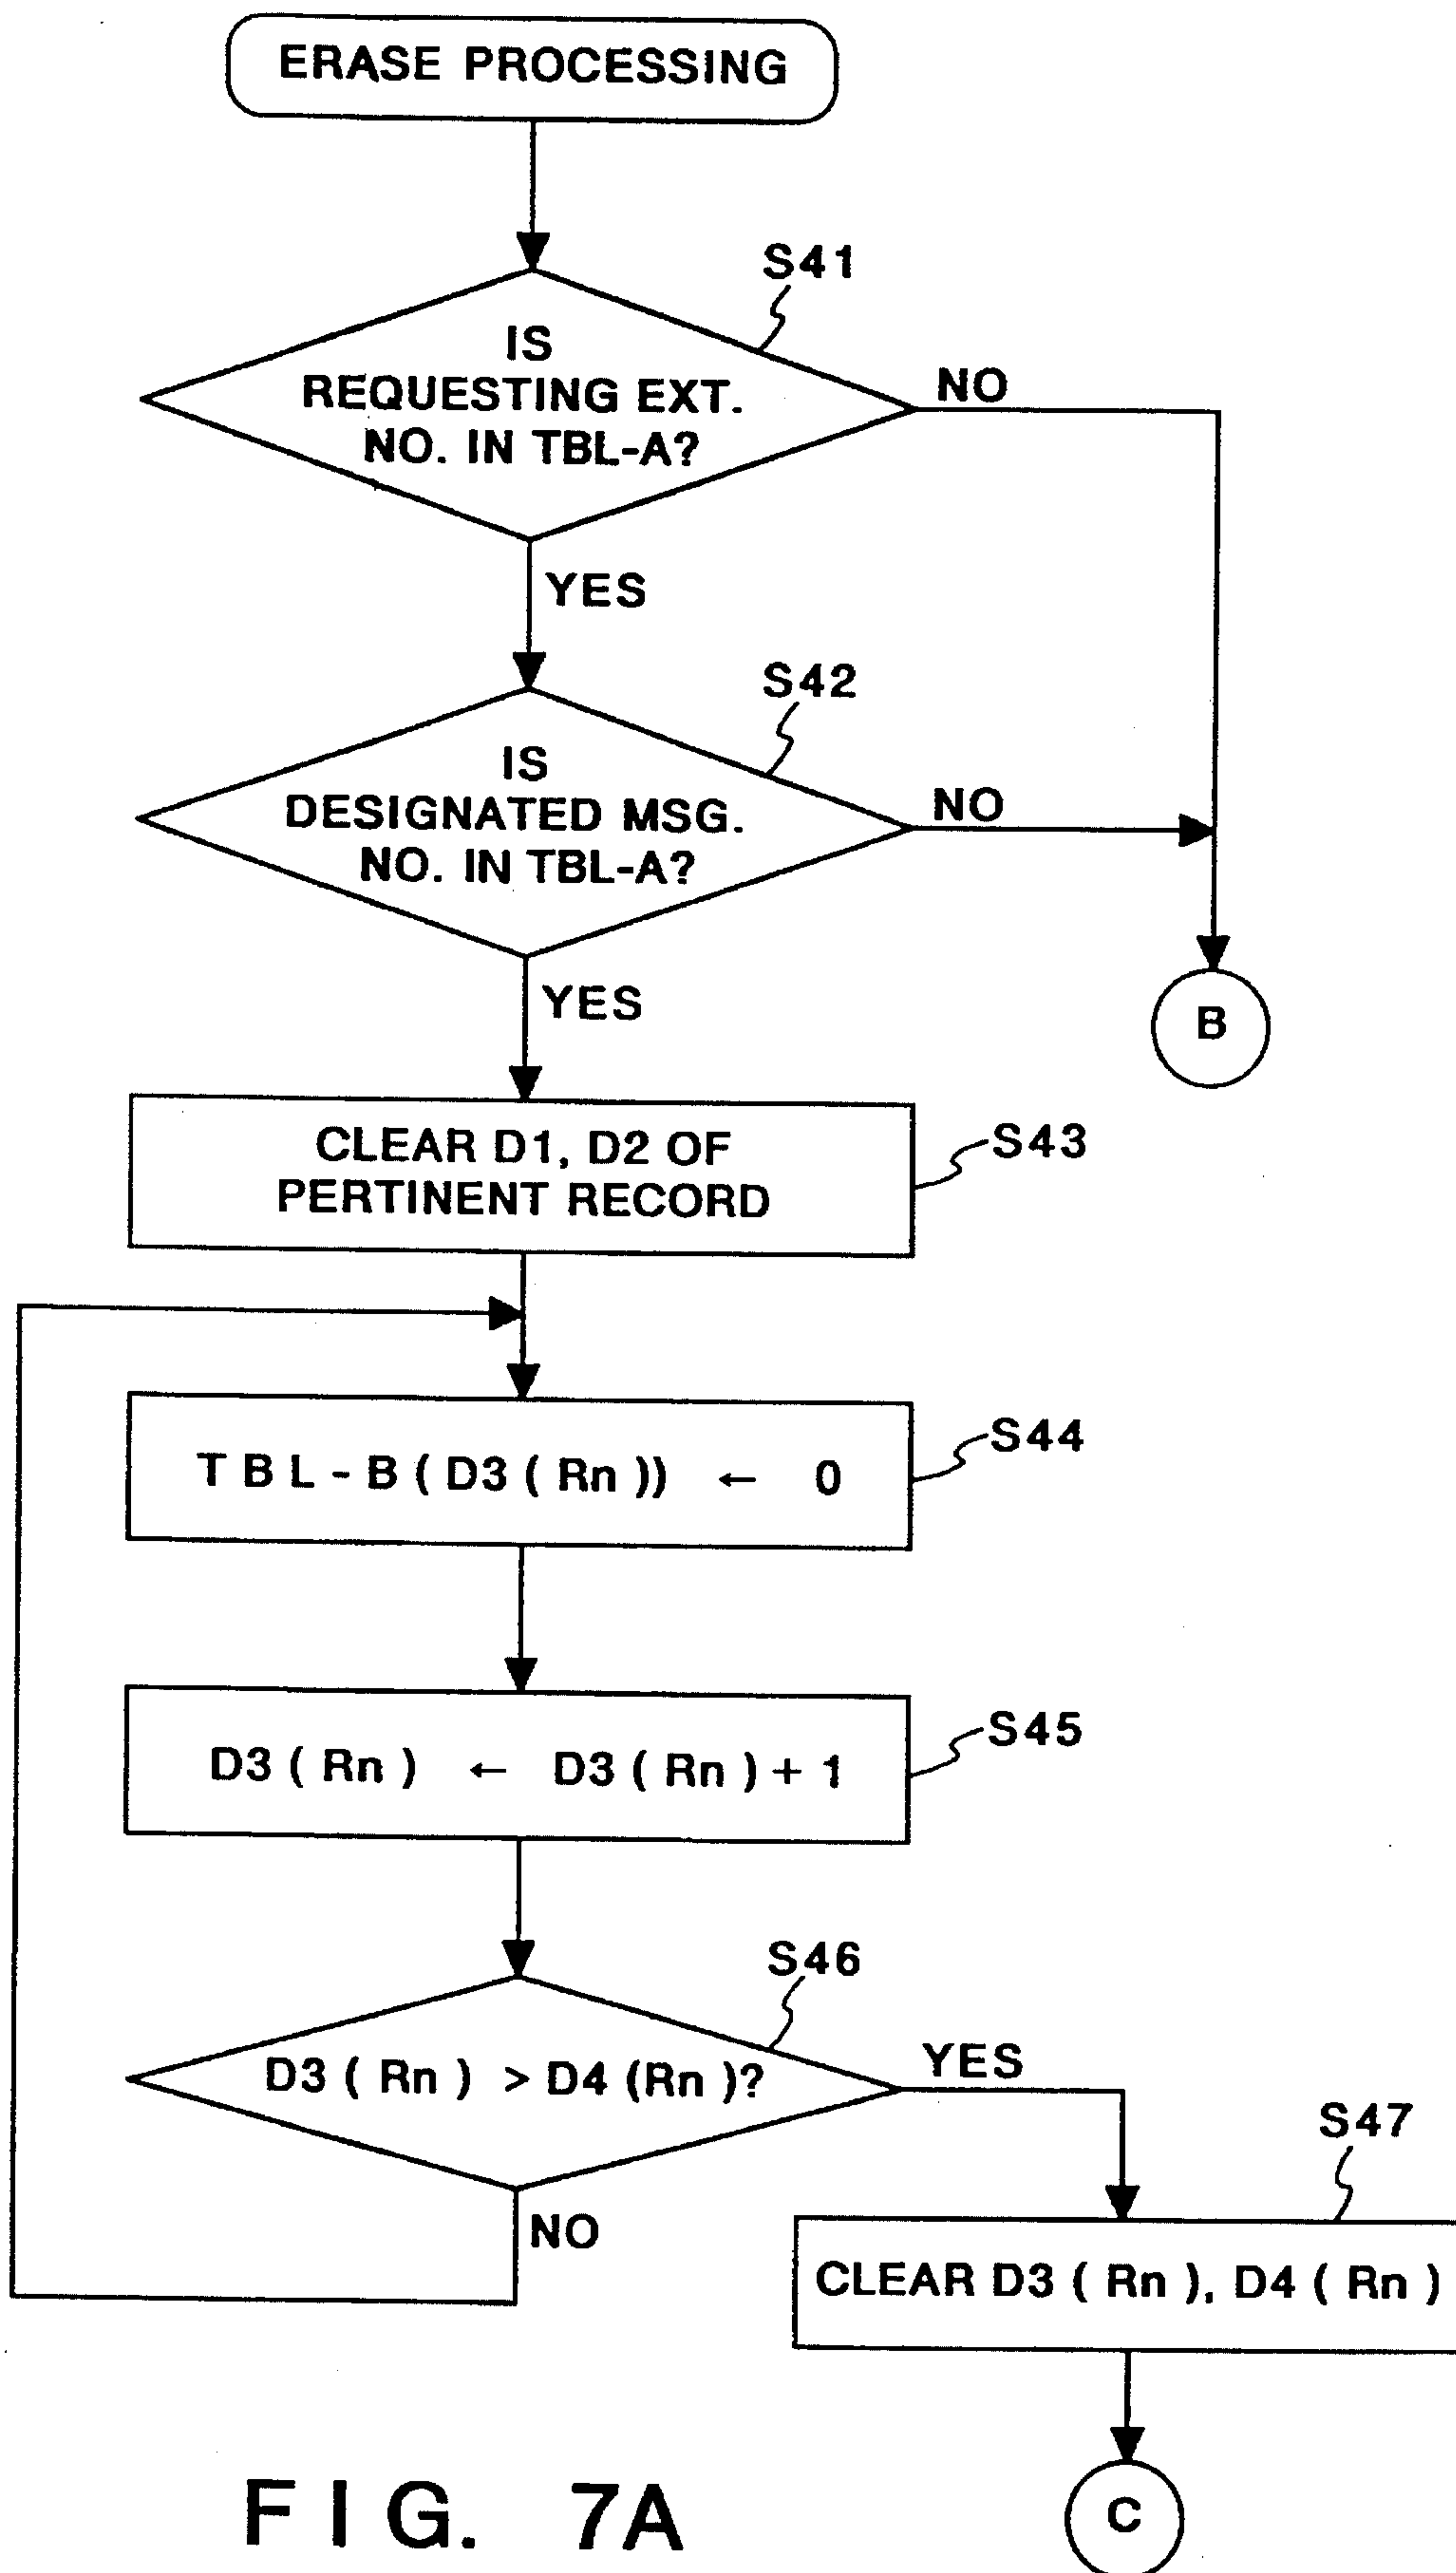 ERASE PROCESSING
S41
IS
REQUESTING EXT.
NO. IN TBL-A?
NO
YES
S42
IS
DESIGNATED MSG.
NO. IN TBL-A?
NO
YES
B
CLEAR D1, D2 OF
PERTINENT RECORD
S43
TBL-B(D3(Rn)) ← 0
S44
D3(Rn) ← D3(Rn)+1
S45
S46
D3(Rn) > D4(Rn)?
YES
NO
S47
CLEAR D3(Rn), D4(Rn)
C
FIG. 7A